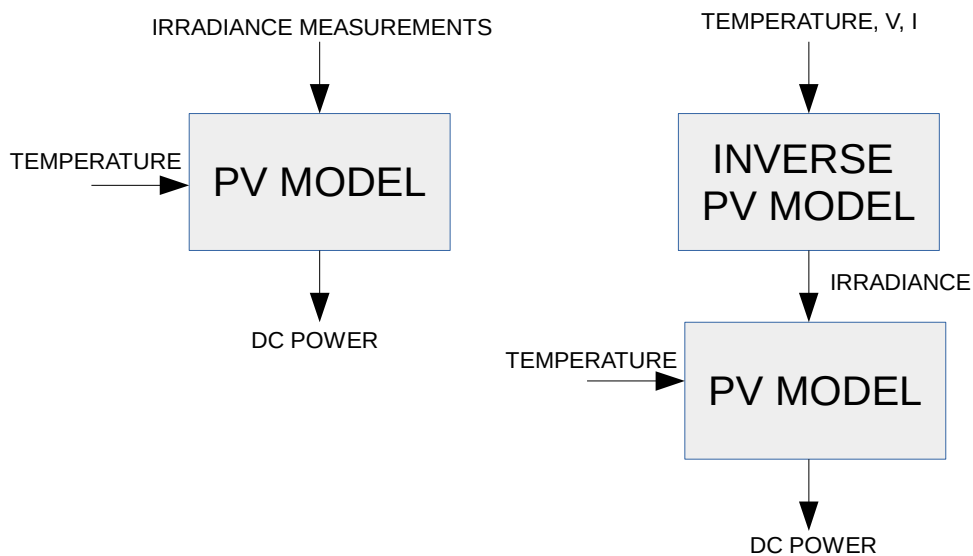 IRRADIANCE MEASUREMENTS
TEMPERATURE
PV MODEL
DC POWER
TEMPERATURE, V, I
INVERSE
PV MODEL
IRRADIANCE
TEMPERATURE
PV MODEL
DC POWER